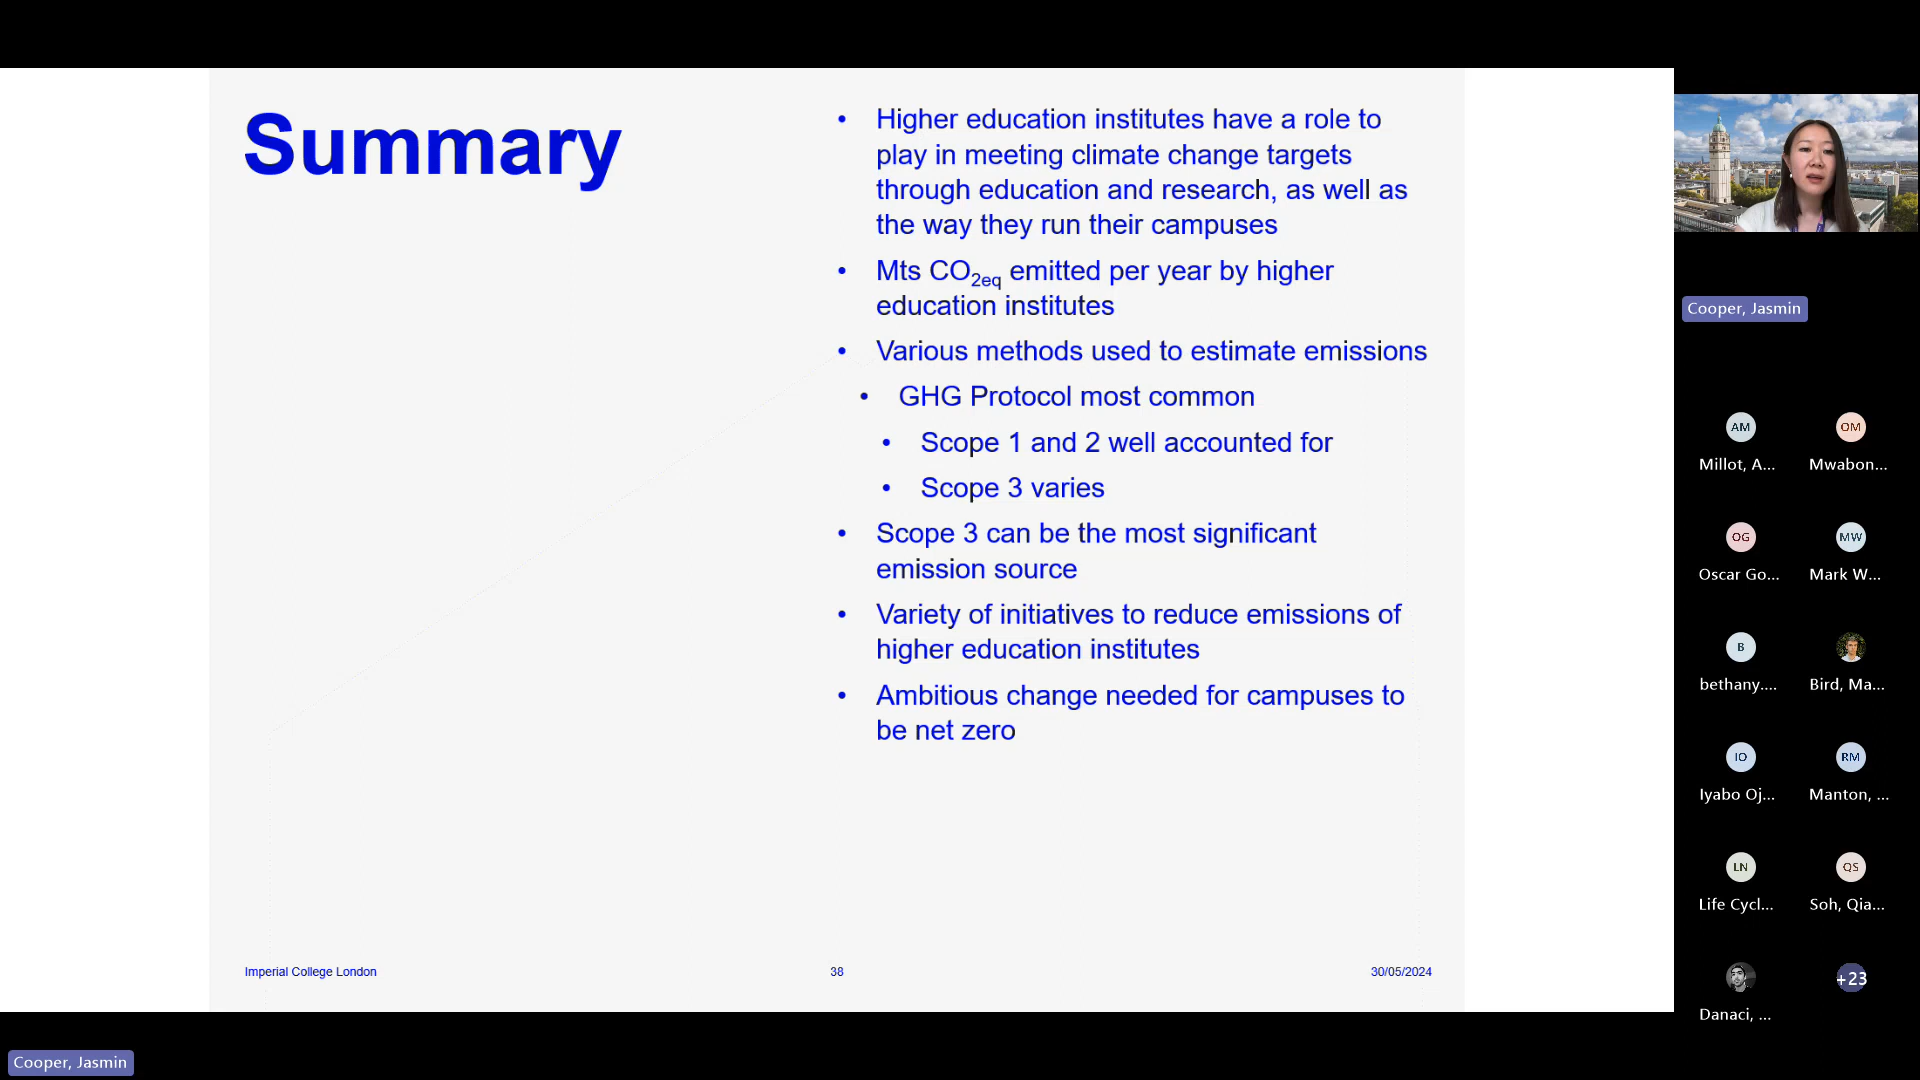 Summary
• Higher education institutes have a role to
play in meeting climate change targets
through education and research, as well as
the way they run their campuses
• Mts CO2eq emitted per year by higher
education institutes
• Various methods used to estimate emissions
• GHG Protocol most common
• Scope 1 and 2 well accounted for
• Scope 3 varies
• Scope 3 can be the most significant
emission source
• Variety of initiatives to reduce emissions of
higher education institutes
• Ambitious change needed for campuses to
be net zero
Imperial College London
38
30/05/2024
Cooper, Jasmin
AM
OM
Millot, A...
Mwabon...
OG
MW
Oscar Go...
Mark W...
B
bethany....
Bird, Ma...
IO
RM
Iyabo Oj...
Manton, ...
LN
QS
Life Cycl...
Soh, Qia...
+23
Danaci, ...
Cooper, Jasmin